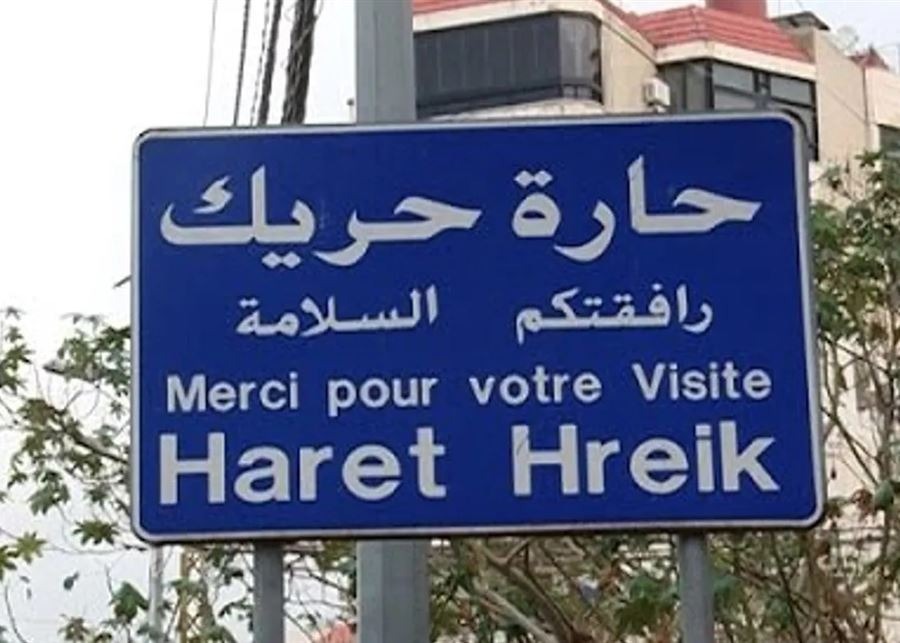 حارة حريك
رافقتكم السلامة
Merci pour votre Visite
Haret Hreik